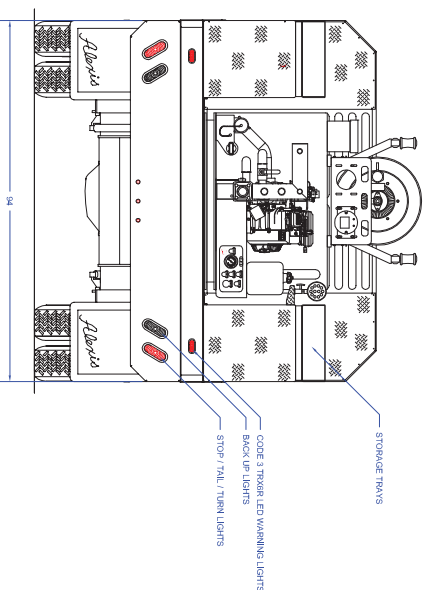 STORAGE TRAYS
CODE 3 TRX6R LED WARNING LIGHTS
BACK UP LIGHTS
STOP / TAIL / TURN LIGHTS
Alexis
Alexis
94